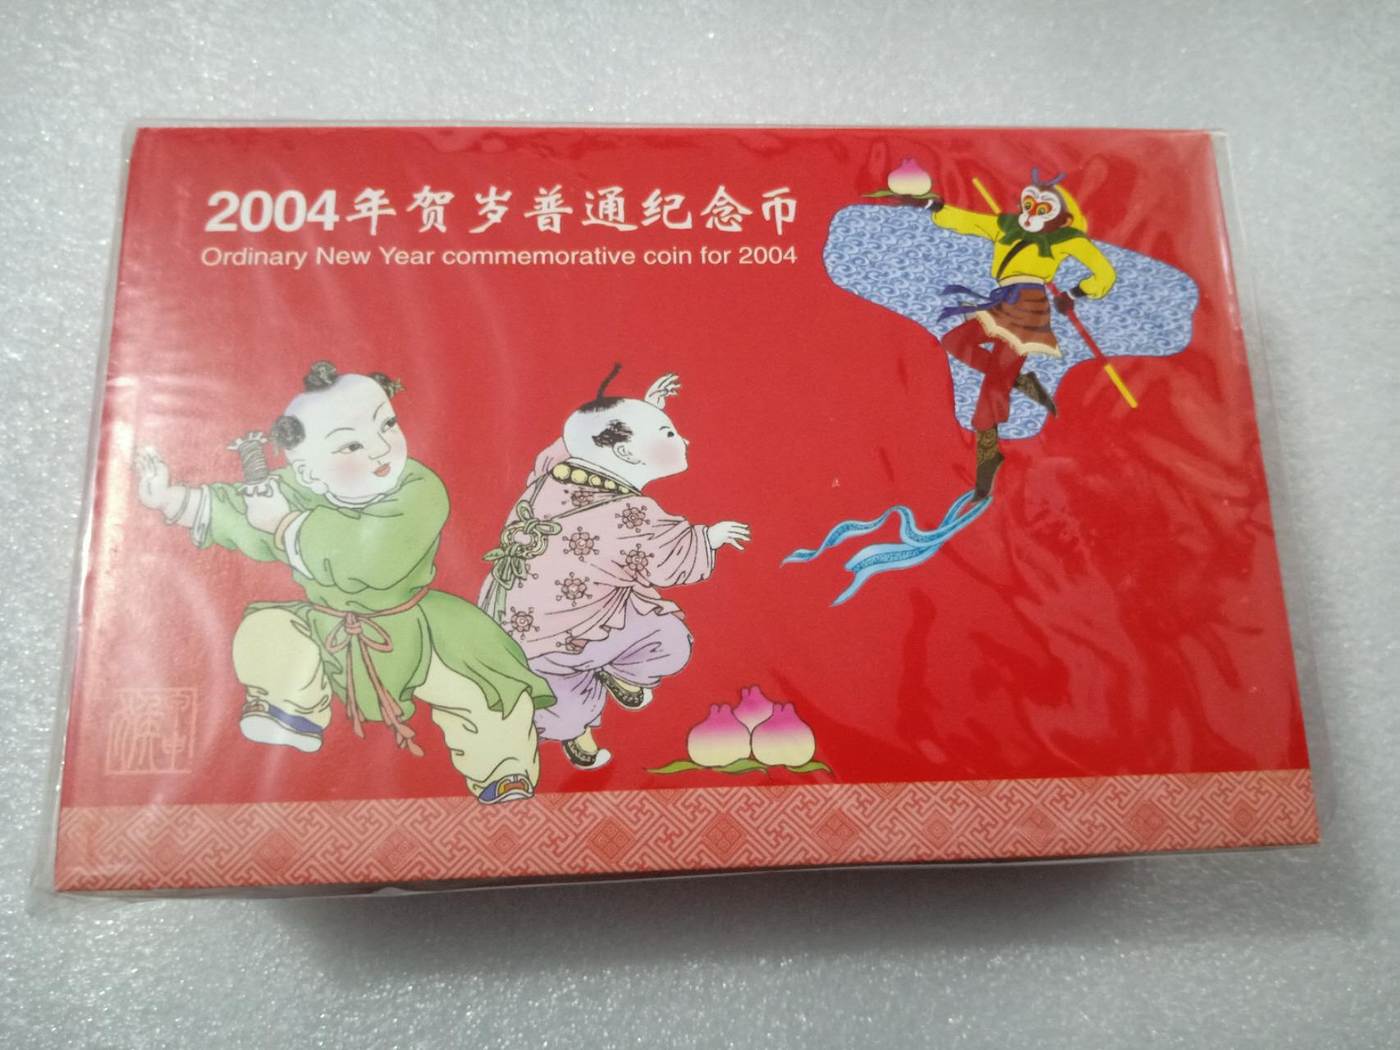 2004年贺岁普通纪念币
Ordinary New Year commemorative coin for 2004